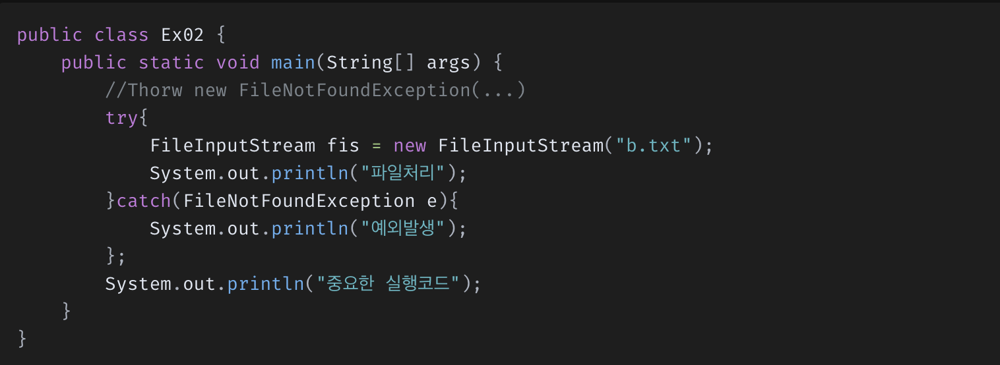 public class Ex02 {
    public static void main(String[] args) {
        //Thorw new FileNotFoundException(...)
        try{
            FileInputStream fis = new FileInputStream("b.txt");
            System.out.println("파일처리");
        }catch(FileNotFoundException e){
            System.out.println("예외발생");
        };
        System.out.println("중요한 실행코드");
    }
}